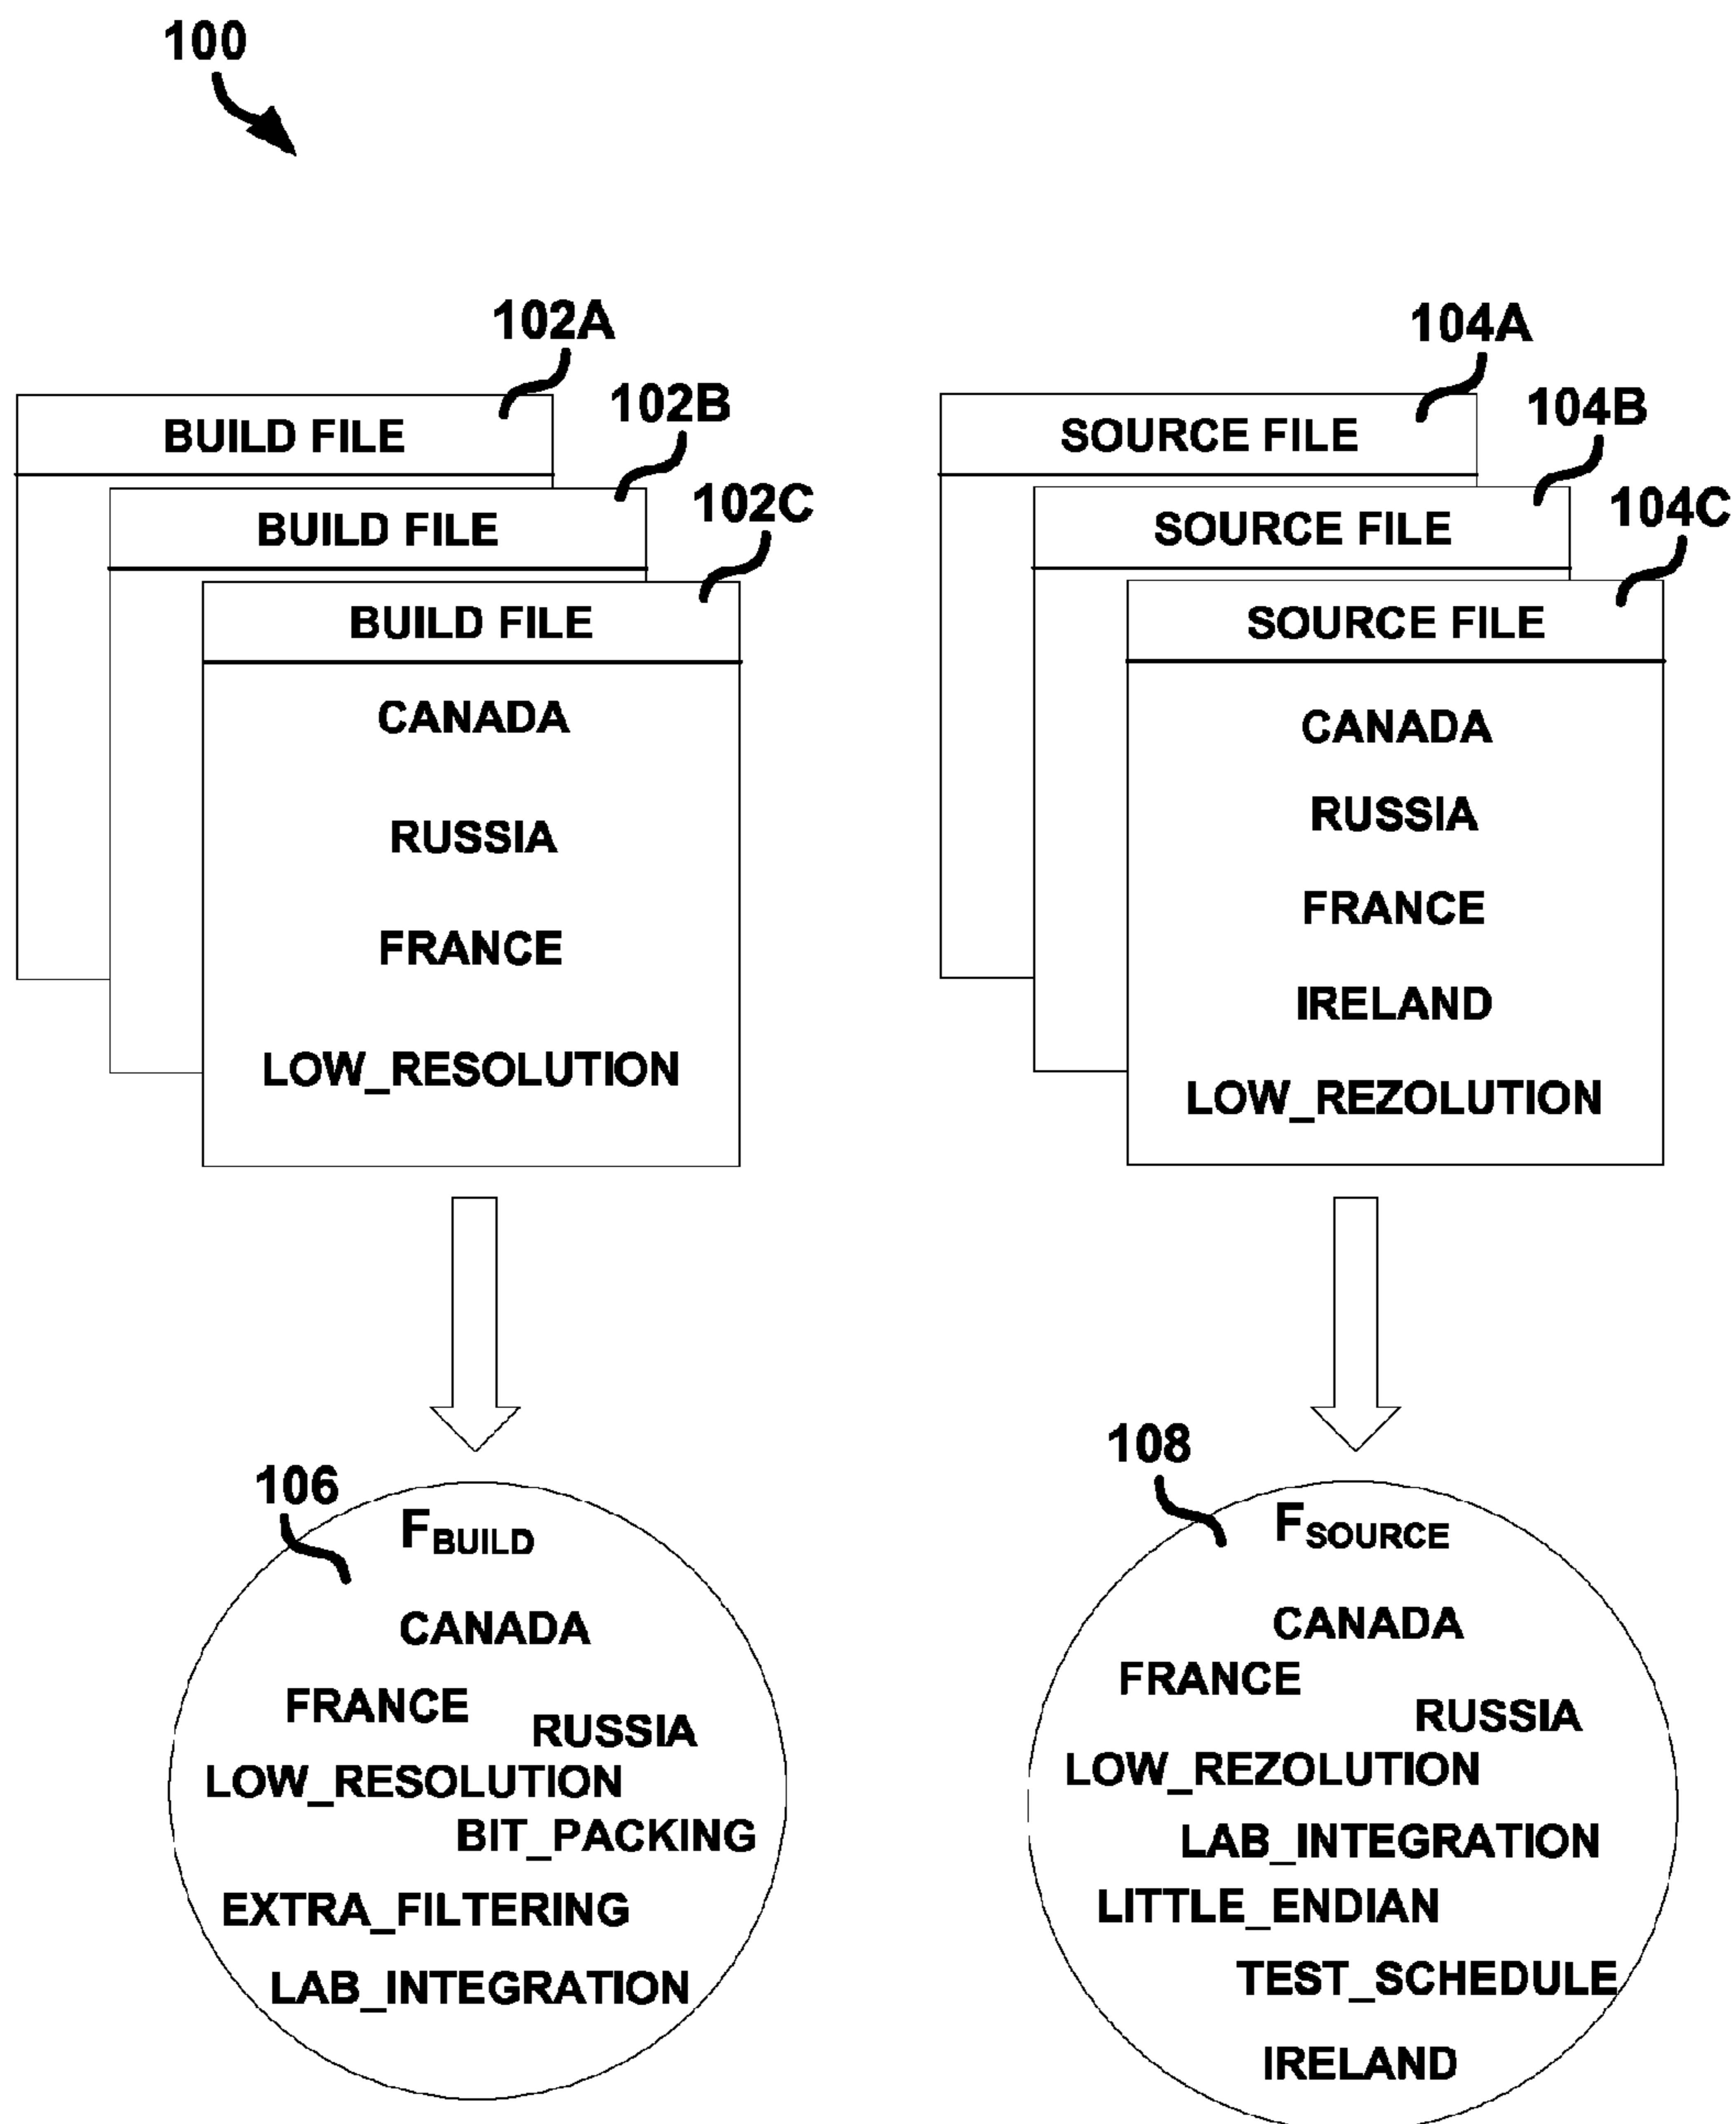 100
102A
104A
BUILD FILE
SOURCE FILE
102B
104B
BUILD FILE
SOURCE FILE
102C
104C
BUILD FILE
SOURCE FILE
CANADA
RUSSIA
FRANCE
LOW_RESOLUTION
CANADA
RUSSIA
FRANCE
IRELAND
LOW_REZOLUTION
106
FBUILD
CANADA
FRANCE
RUSSIA
LOW_RESOLUTION
BIT_PACKING
EXTRA_FILTERING
LAB_INTEGRATION
108
FSOURCE
CANADA
FRANCE
RUSSIA
LOW_REZOLUTION
LAB_INTEGRATION
LITTLE_ENDIAN
TEST_SCHEDULE
IRELAND